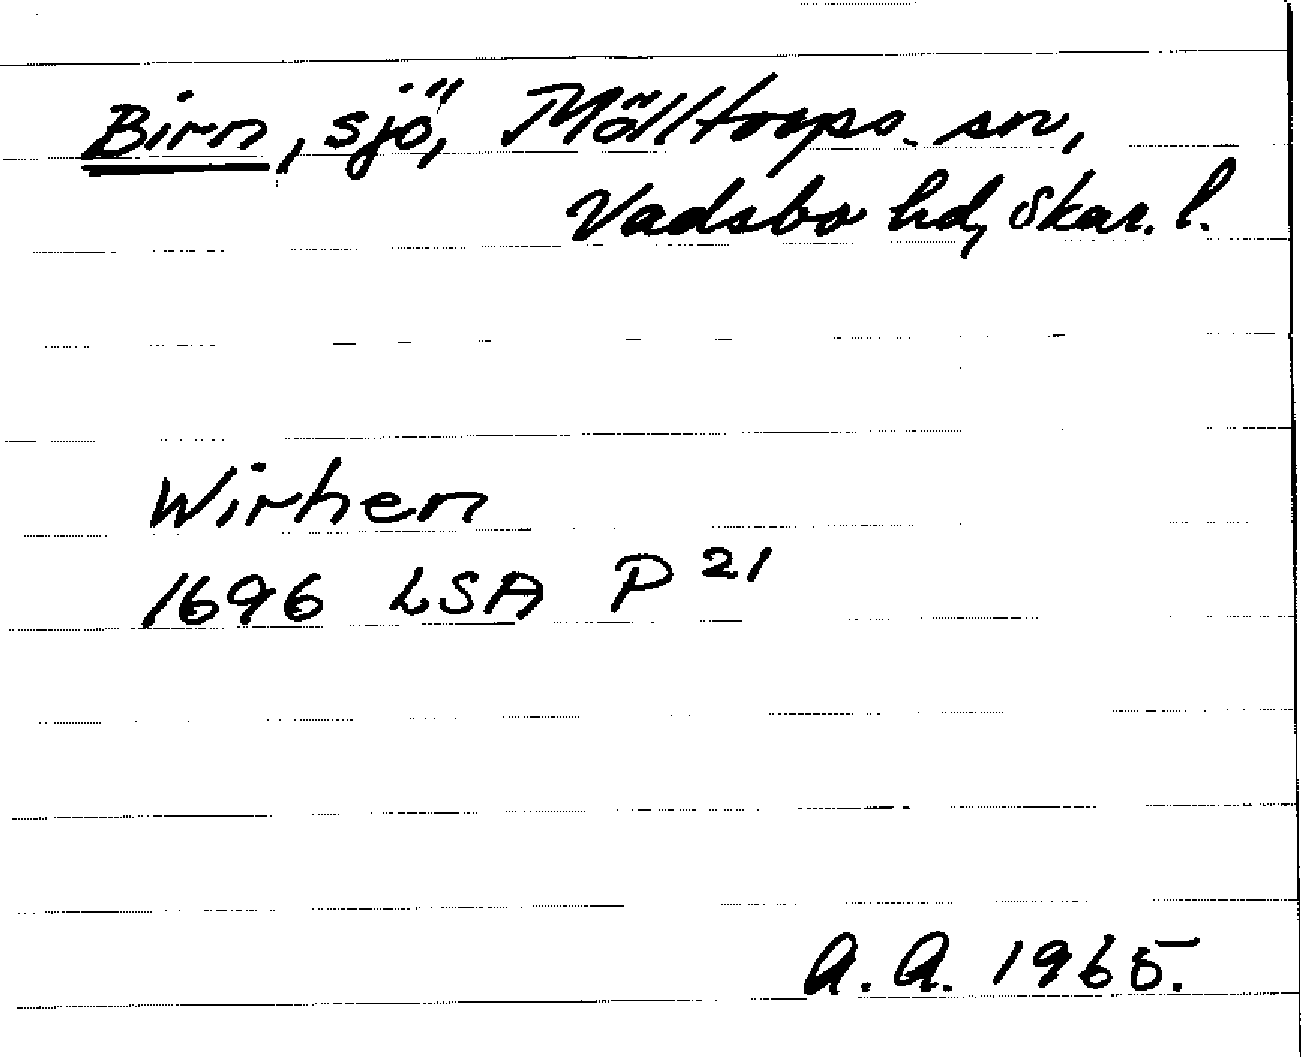 Birn, sjö, Mölltorps sn,
Vadsbo hd, Skar. l.
Wirhen
1696 LSA P 21
A. A. 1965.